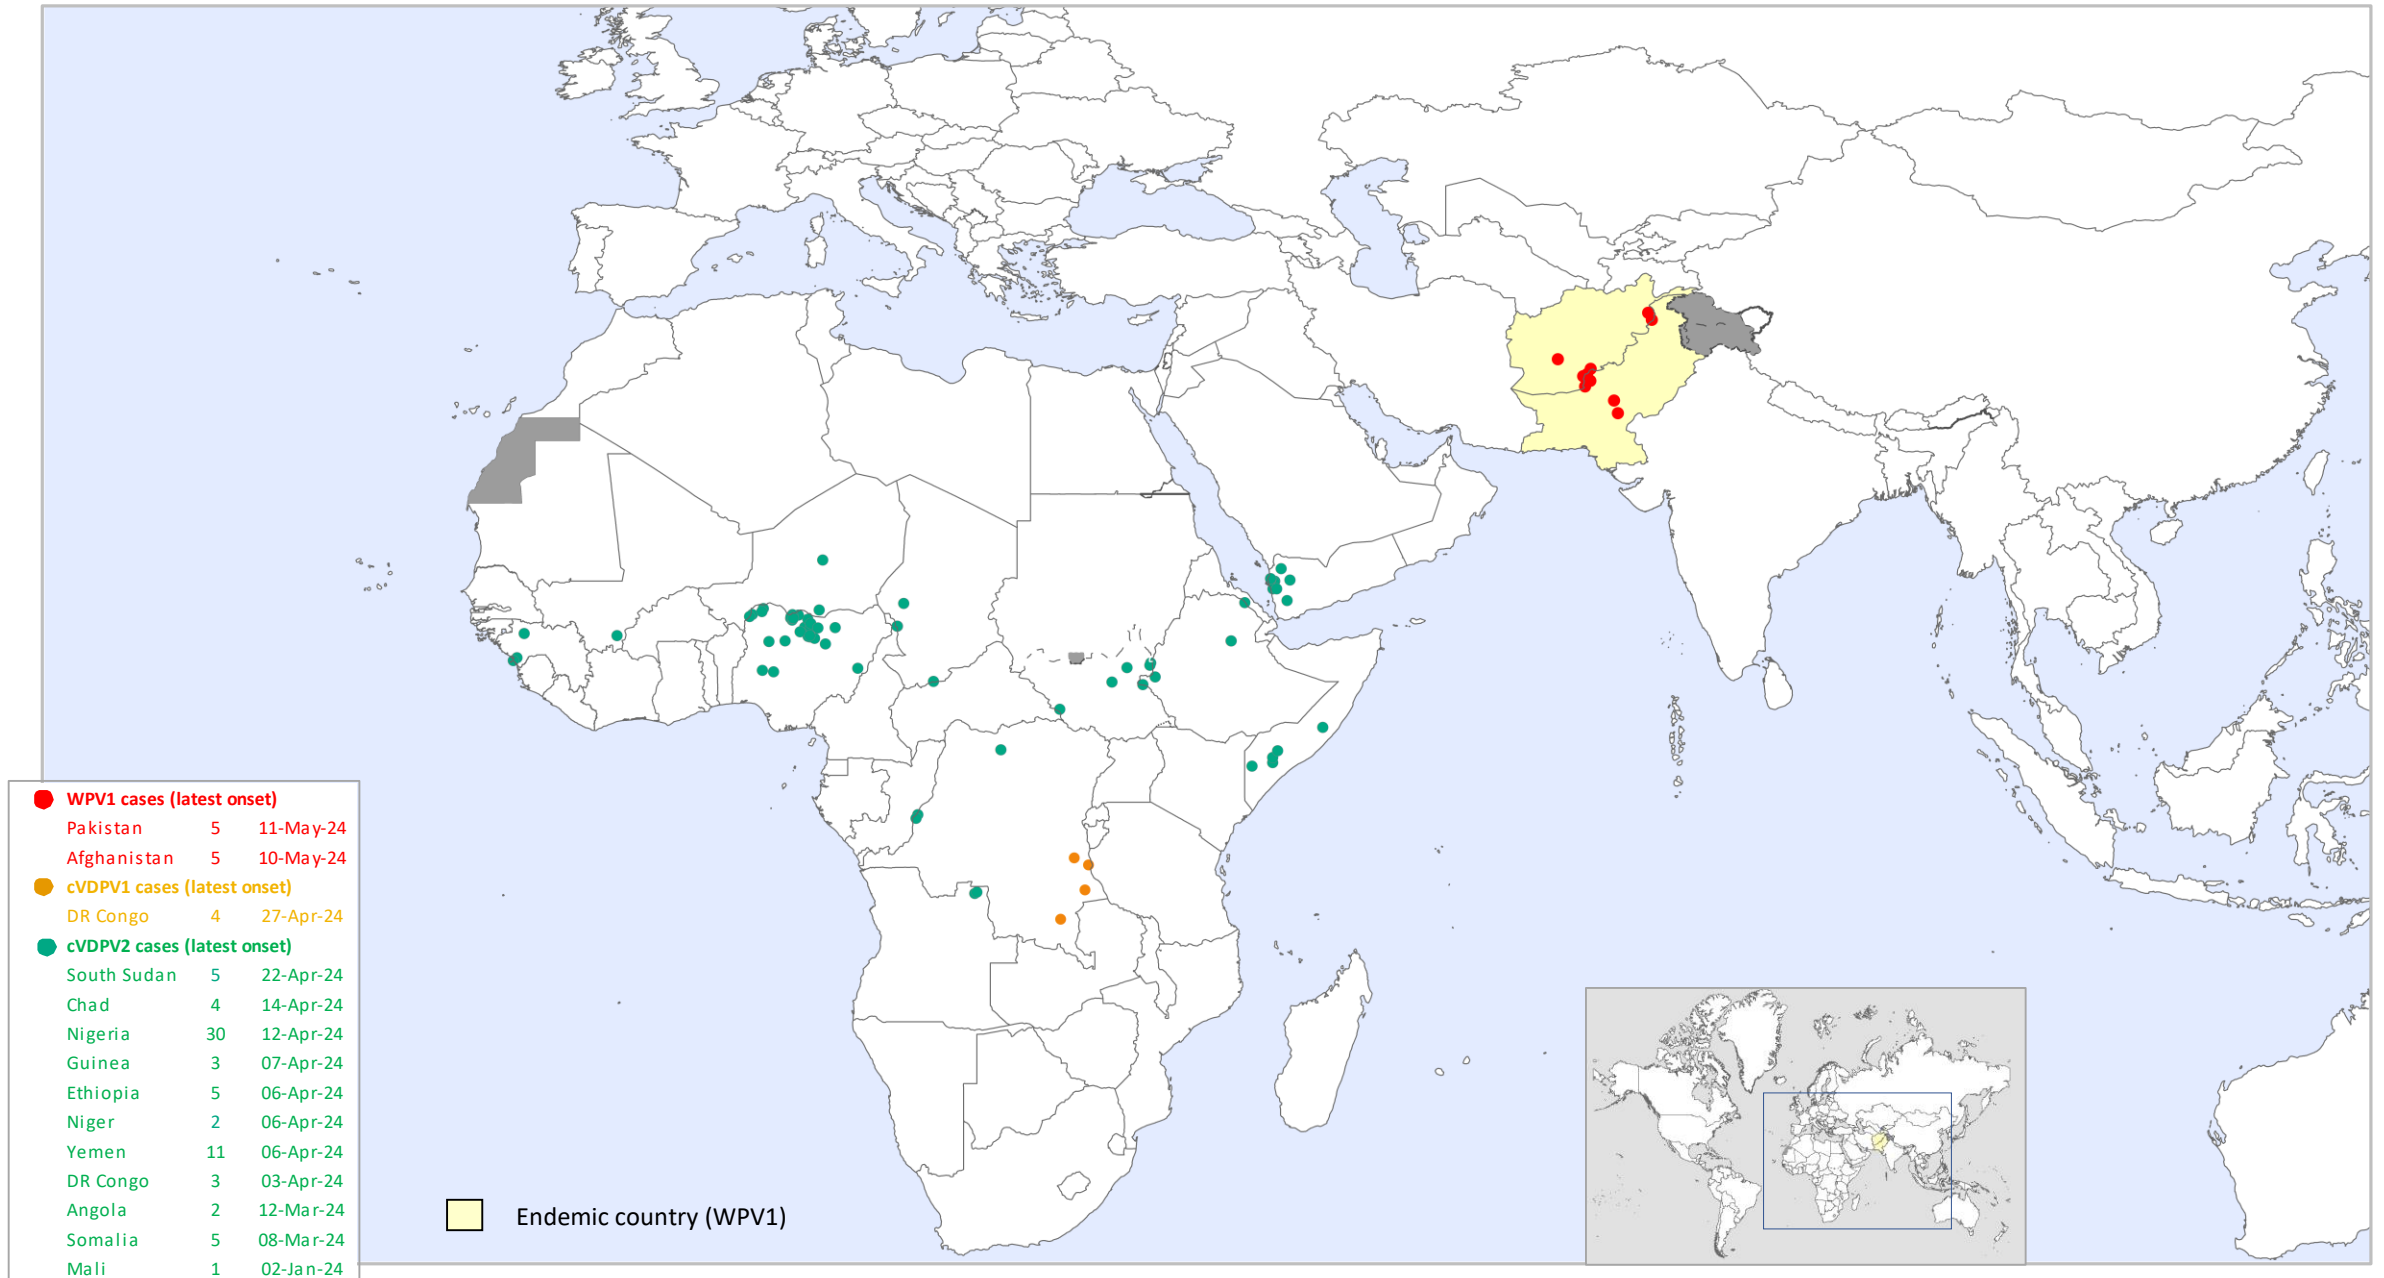 WPV1 cases (latest onset)
Pakistan 5 11-May-24
Afghanistan 5 10-May-24
cVDPV1 cases (latest onset)
DR Congo 4 27-Apr-24
cVDPV2 cases (latest onset)
South Sudan 5 22-Apr-24
Chad 4 14-Apr-24
Nigeria 30 12-Apr-24
Guinea 3 07-Apr-24
Ethiopia 5 06-Apr-24
Niger 2 06-Apr-24
Yemen 11 06-Apr-24
DR Congo 3 03-Apr-24
Angola 2 12-Mar-24
Somalia 5 08-Mar-24
Mali 1 02-Jan-24
Endemic country (WPV1)